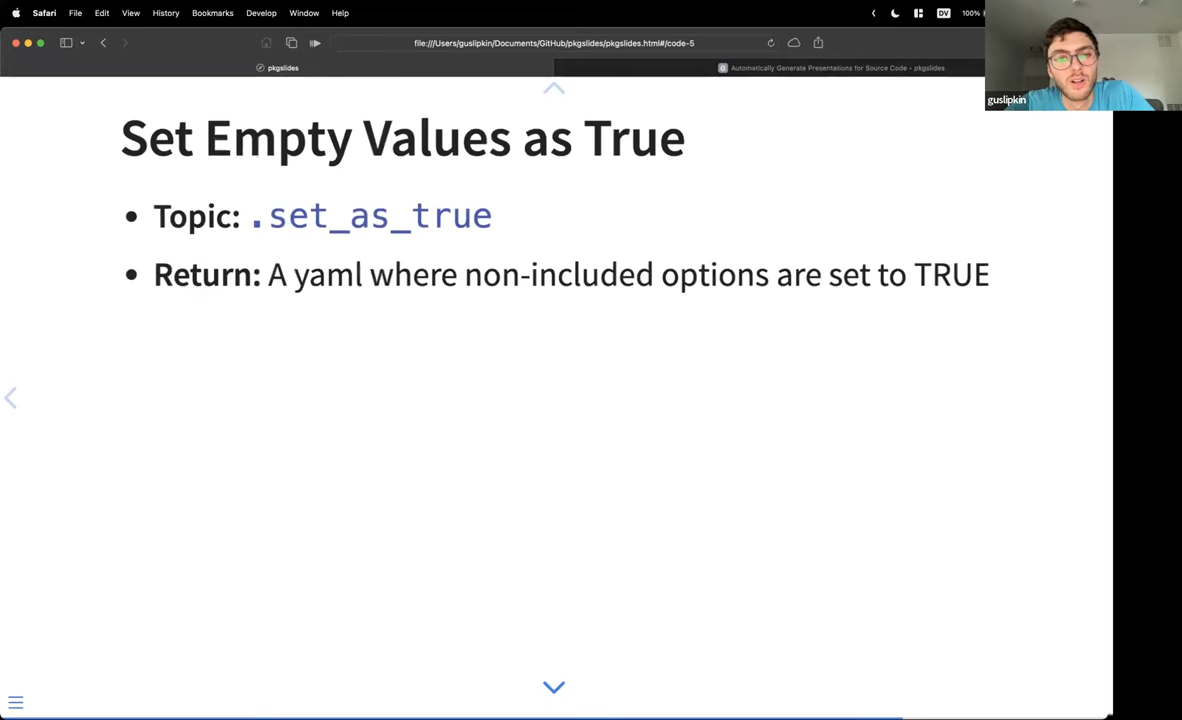 Safari File Edit View History Bookmarks Develop Window Help DV 100%
file:///Users/guslipkin/Documents/GitHub/pkgslides/pkgslides.html#/code-5
pkgslides
G Automatically Generate Presentations for Source Code • pkgslides
guslipkin
Set Empty Values as True
• Topic: .set_as_true
• Return: A yaml where non-included options are set to TRUE